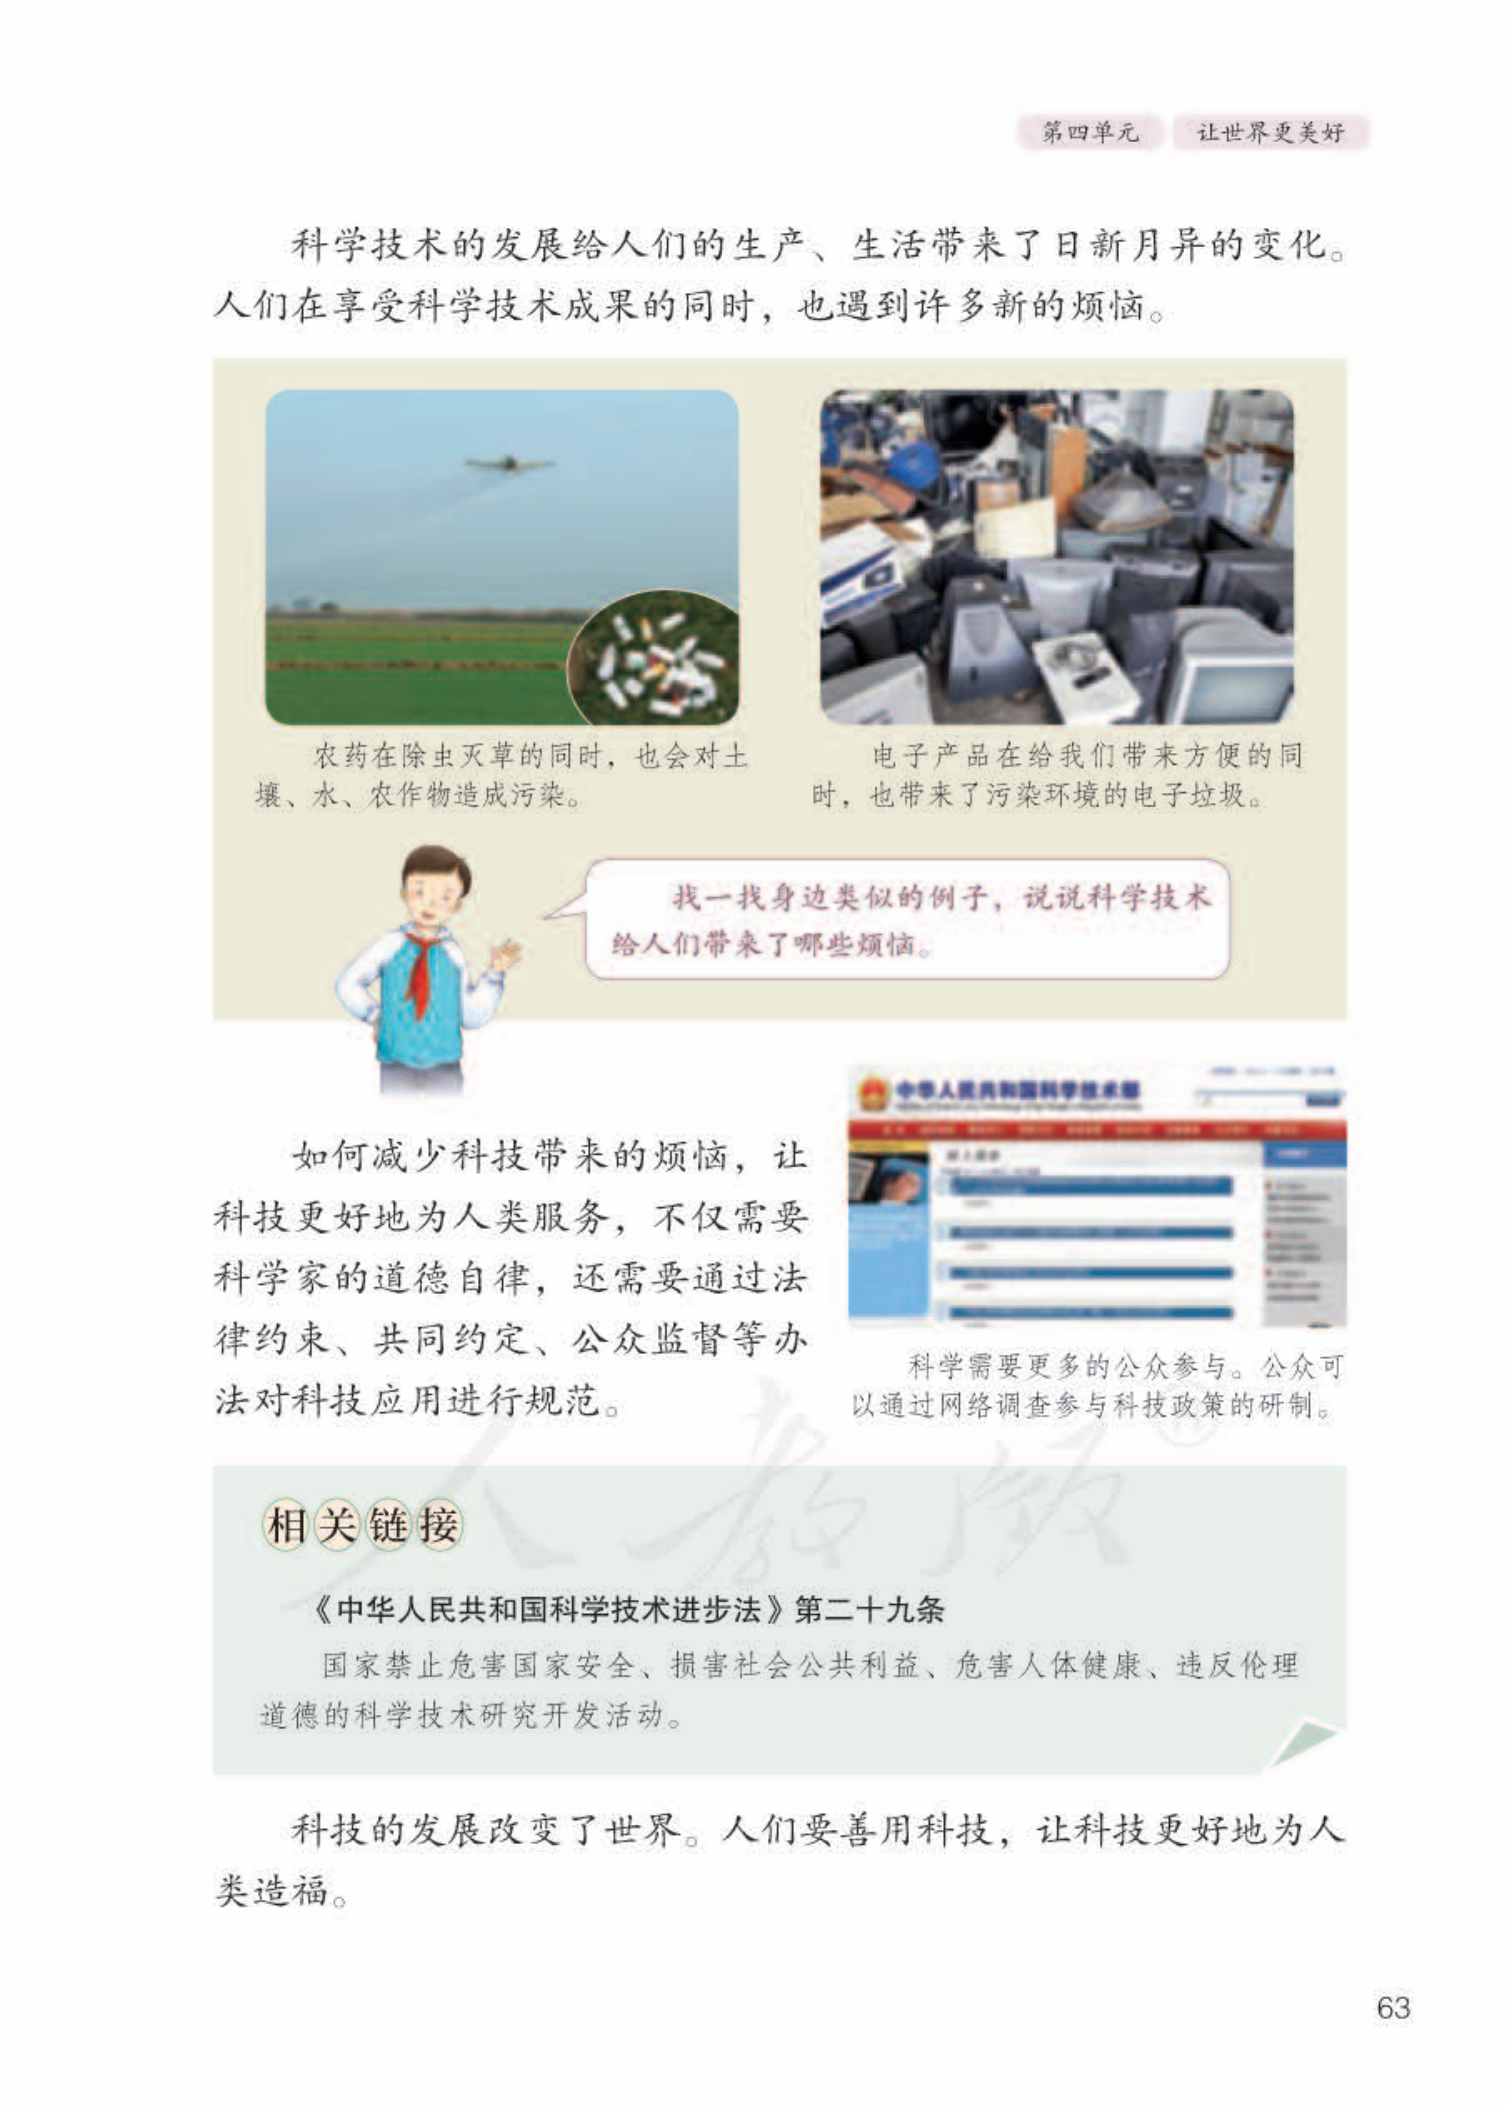 第四单元 让世界更美好
科学技术的发展给人们的生产、生活带来了日新月异的变化。
人们在享受科学技术成果的同时，也遇到许多新的烦恼。
农药在除虫灭草的同时，也会对土
壤、水、农作物造成污染。
电子产品在给我们带来方便的同
时，也带来了污染环境的电子垃圾。
找一找身边类似的例子，说说科学技术
给人们带来了哪些烦恼。
中华人民共和国科学技术部
如何减少科技带来的烦恼，让
科技更好地为人类服务，不仅需要
科学家的道德自律，还需要通过法
律约束、共同约定、公众监督等办
法对科技应用进行规范。
科学需要更多的公众参与。公众可
以通过网络调查参与科技政策的研制。
人教版
相关链接
《中华人民共和国科学技术进步法》第二十九条
国家禁止危害国家安全、损害社会公共利益、危害人体健康、违反伦理
道德的科学技术研究开发活动。
科技的发展改变了世界。人们要善用科技，让科技更好地为人
类造福。
63